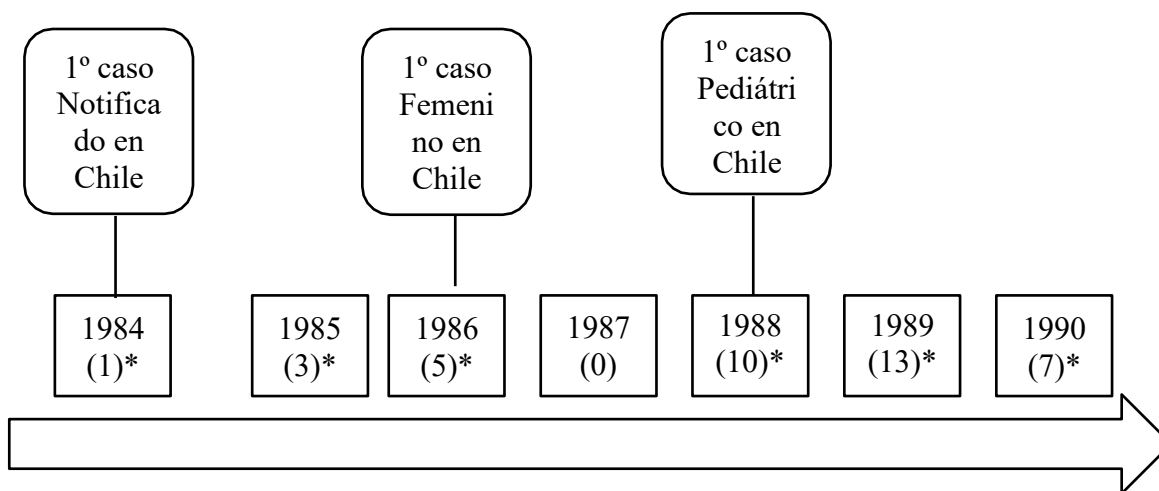 1º caso
Notifica
do en
Chile
1º caso
Femeni
no en
Chile
1º caso
Pediátri
co en
Chile
1984
(1)*
1985
(3)*
1986
(5)*
1987
(0)
1988
(10)*
1989
(13)*
1990
(7)*